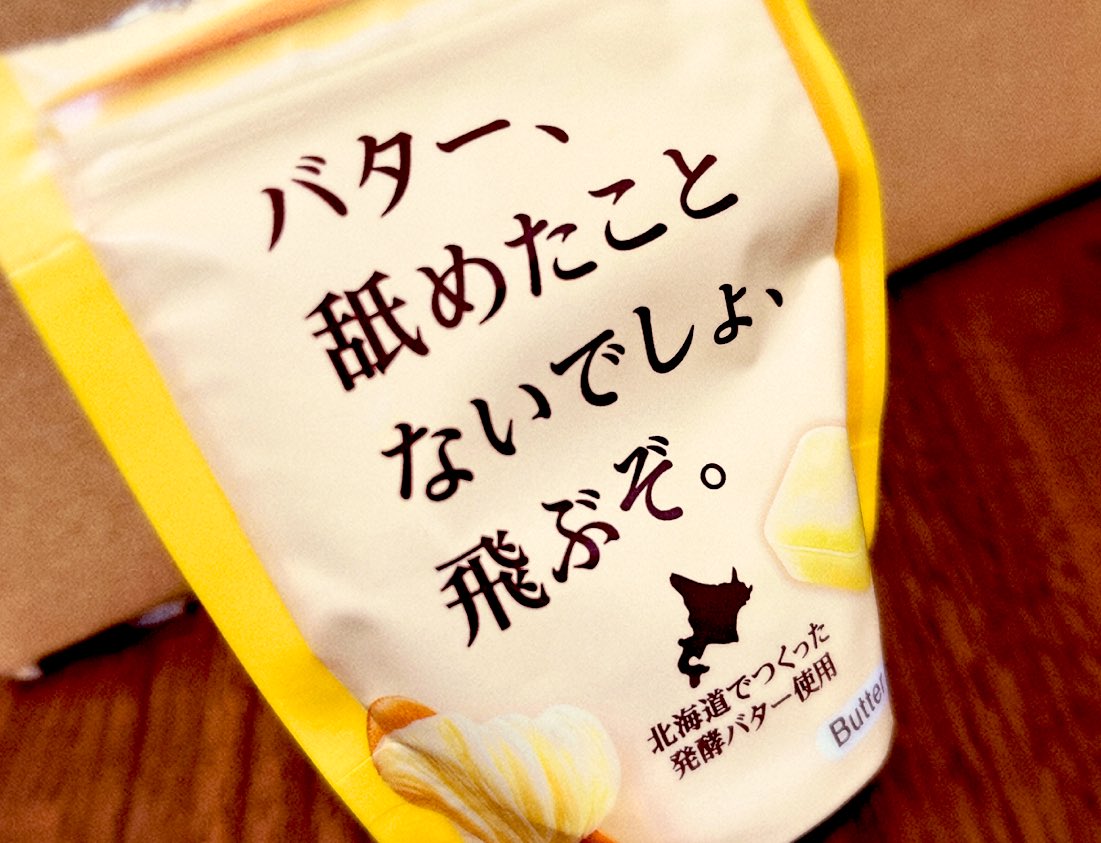 バター、
舐めたこと
ないでしょ、
飛ぶぞ。
北海道でつくった
発酵バター使用
Butter